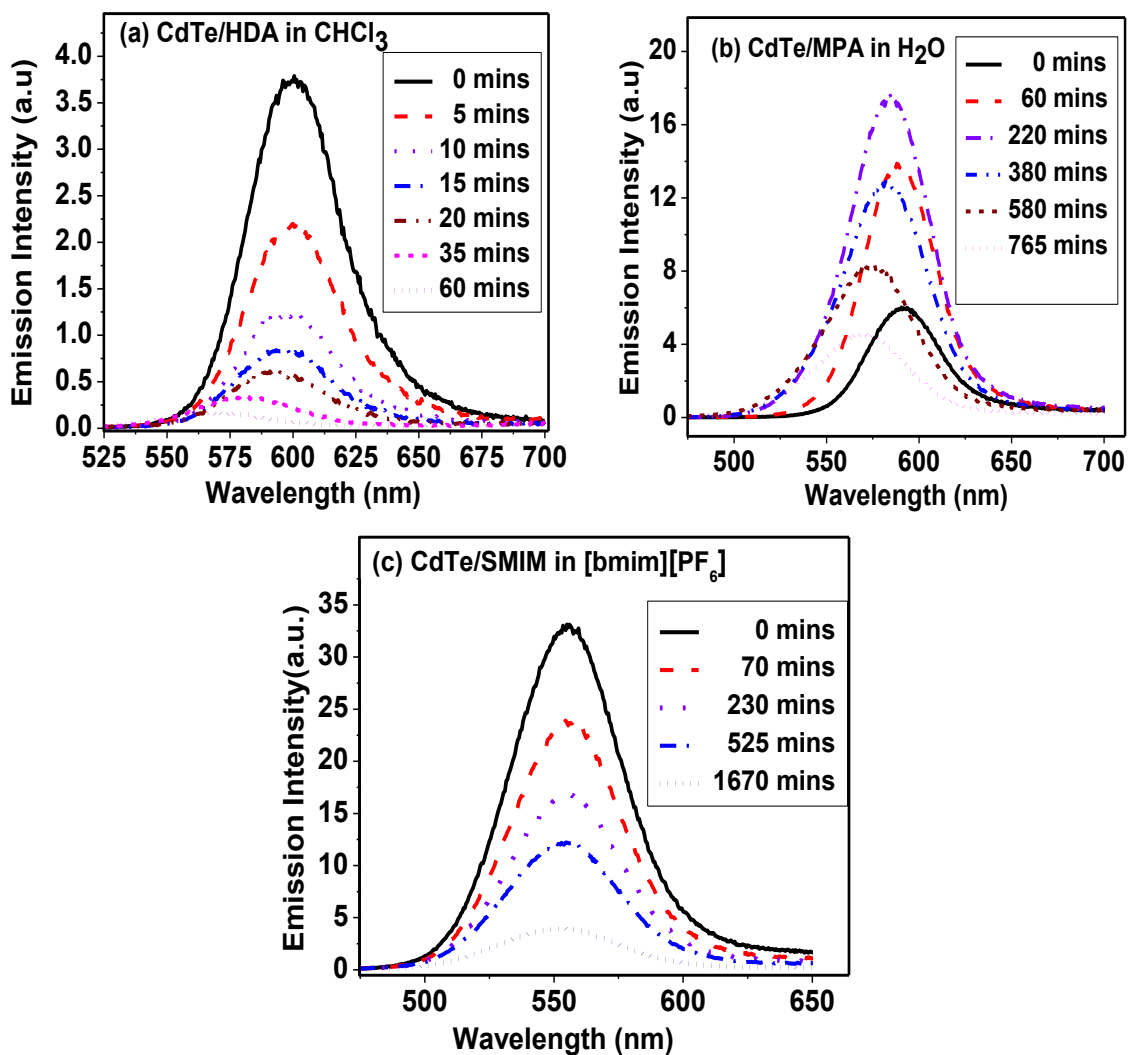 (a) CdTe/HDA in CHCl₃
0 mins
5 mins
10 mins
15 mins
20 mins
35 mins
60 mins
4.0
3.5
3.0
2.5
2.0
1.5
1.0
0.5
0.0
Emission Intensity (a.u)
525 550 575 600 625 650 675 700
Wavelength (nm)
(b) CdTe/MPA in H₂O
0 mins
60 mins
220 mins
380 mins
580 mins
765 mins
20
16
12
8
4
0
Emission Intensity (a.u)
500 550 600 650 700
Wavelength (nm)
(c) CdTe/SMIM in [bmim][PF₆]
0 mins
70 mins
230 mins
525 mins
1670 mins
35
30
25
20
15
10
5
0
Emission Intensity(a.u.)
500 550 600 650
Wavelength (nm)